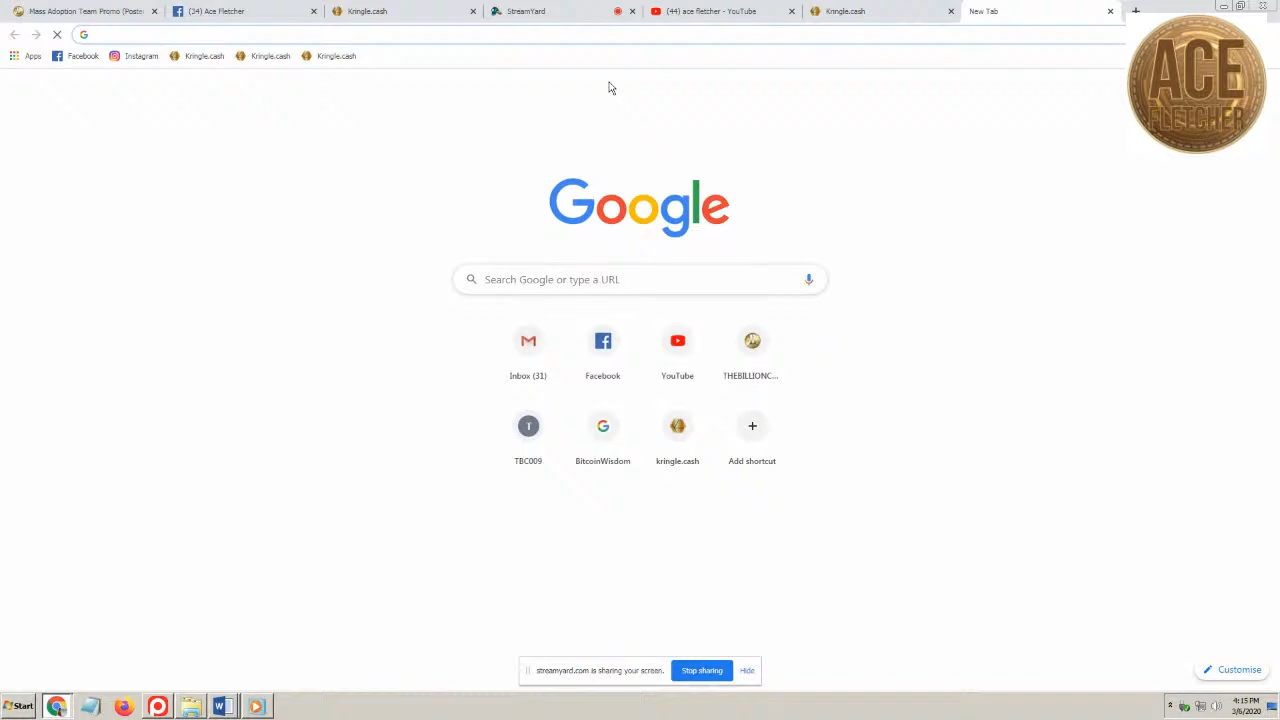 Mass Adoption Team Promo (Poste
(34) Ace Fletcher
Kringle.cash
StreamYard
(44) ace fletcher - YouTube
Kringle.cash
New Tab
Apps
Facebook
Instagram
Kringle.cash
Kringle.cash
Kringle.cash
ACE
FLETCHER
Google
Search Google or type a URL
Inbox (31)
Facebook
YouTube
THEBILLIONC...
T
TBC009
BitcoinWisdom
kringle.cash
Add shortcut
streamyard.com is sharing your screen.
Stop sharing
Hide
Customise
Start
4:15 PM
3/6/2020